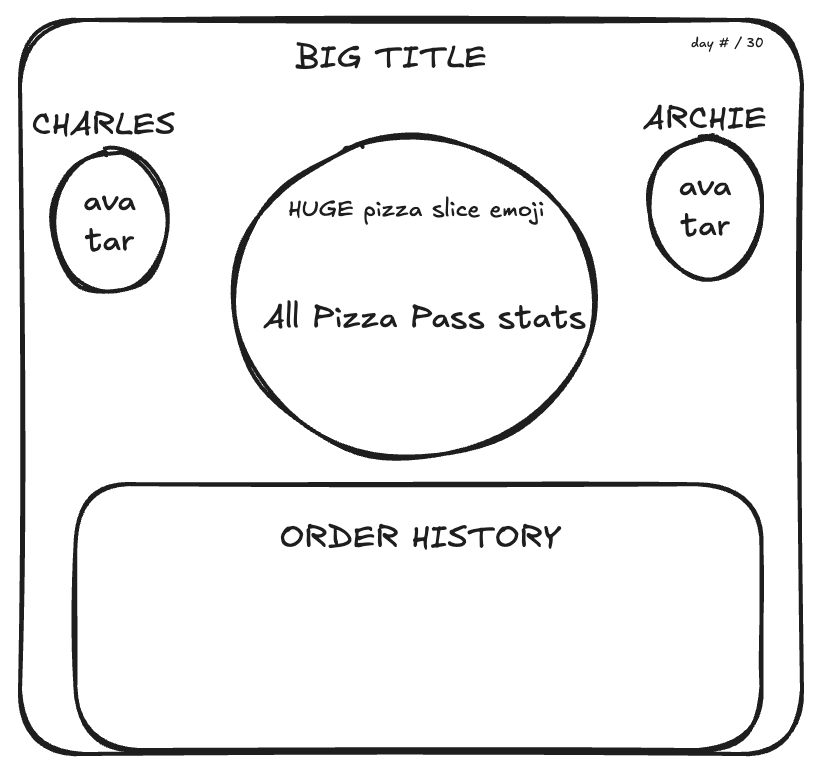 BIG TITLE
day # / 30
CHARLES
ARCHIE
ava
tar
ava
tar
HUGE pizza slice emoji
All Pizza Pass stats
ORDER HISTORY